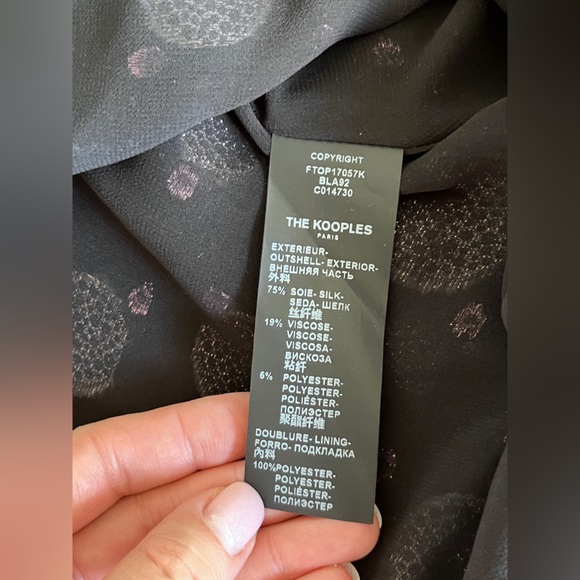 COPYRIGHT
FTOP17057K
BLA92
C014730
THE KOOPLES
PARIS
EXTERIEUR-
OUTSHELL- EXTERIOR-
ВНЕШНЯЯ ЧАСТЬ
外料
75% SOIE- SILK-
SEDA- ШЕЛК
丝纤维
19% VISCOSE-
VISCOSE-
VISCOSA-
ВИСКОЗА
粘纤
6% POLYESTER-
POLYESTER-
POLIÉSTER-
ПОЛИЭСТЕР
聚酯纤维
DOUBLURE- LINING-
FORRO- ПОДКЛАДКА
內料
100%POLYESTER-
POLYESTER-
POLIÉSTER-
ПОЛИЭСТЕР